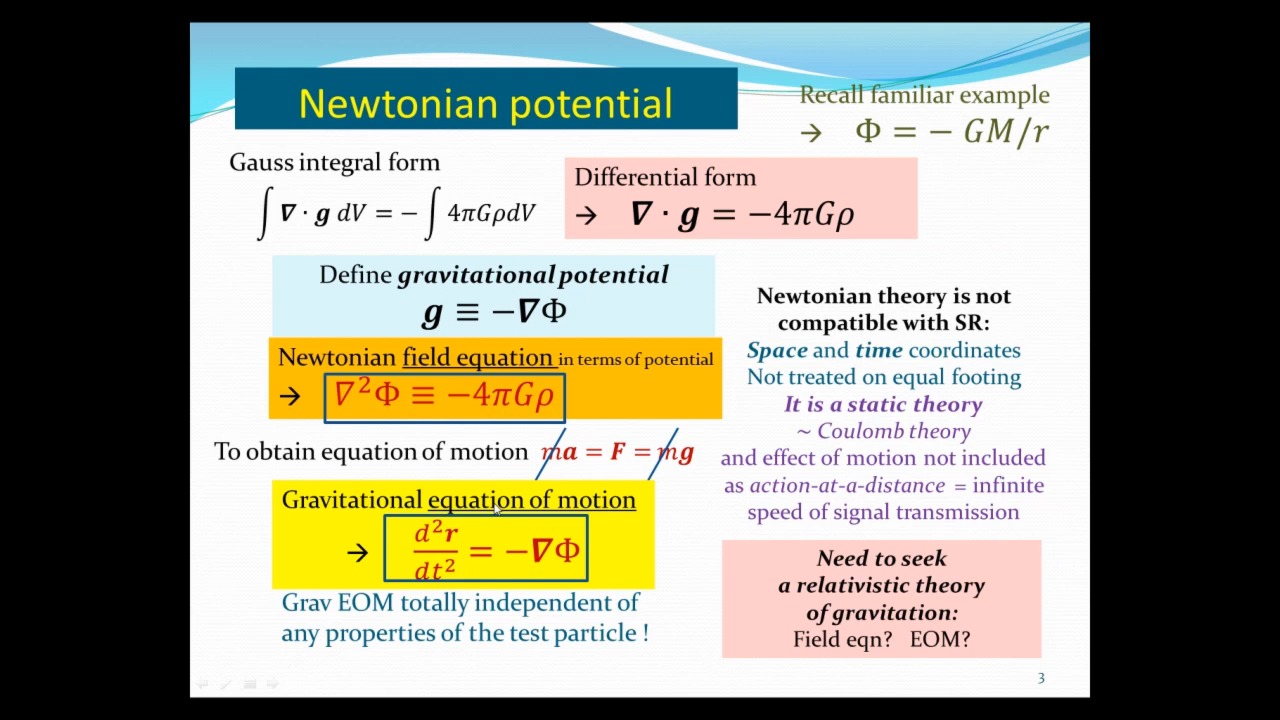 Newtonian potential
Recall familiar example
→ Φ = − GM/r
Gauss integral form
∫ ∇ · g dV = − ∫ 4πGρdV
Differential form
→ ∇ · g = −4πGρ
Define gravitational potential
g ≡ −∇Φ
Newtonian field equation in terms of potential
→ ∇²Φ ≡ −4πGρ
To obtain equation of motion ma = F = mg
Gravitational equation of motion
→ d²r/dt² = −∇Φ
Grav EOM totally independent of
any properties of the test particle !
Newtonian theory is not
compatible with SR:
Space and time coordinates
Not treated on equal footing
It is a static theory
~ Coulomb theory
and effect of motion not included
as action-at-a-distance = infinite
speed of signal transmission
Need to seek
a relativistic theory
of gravitation:
Field eqn? EOM?
3